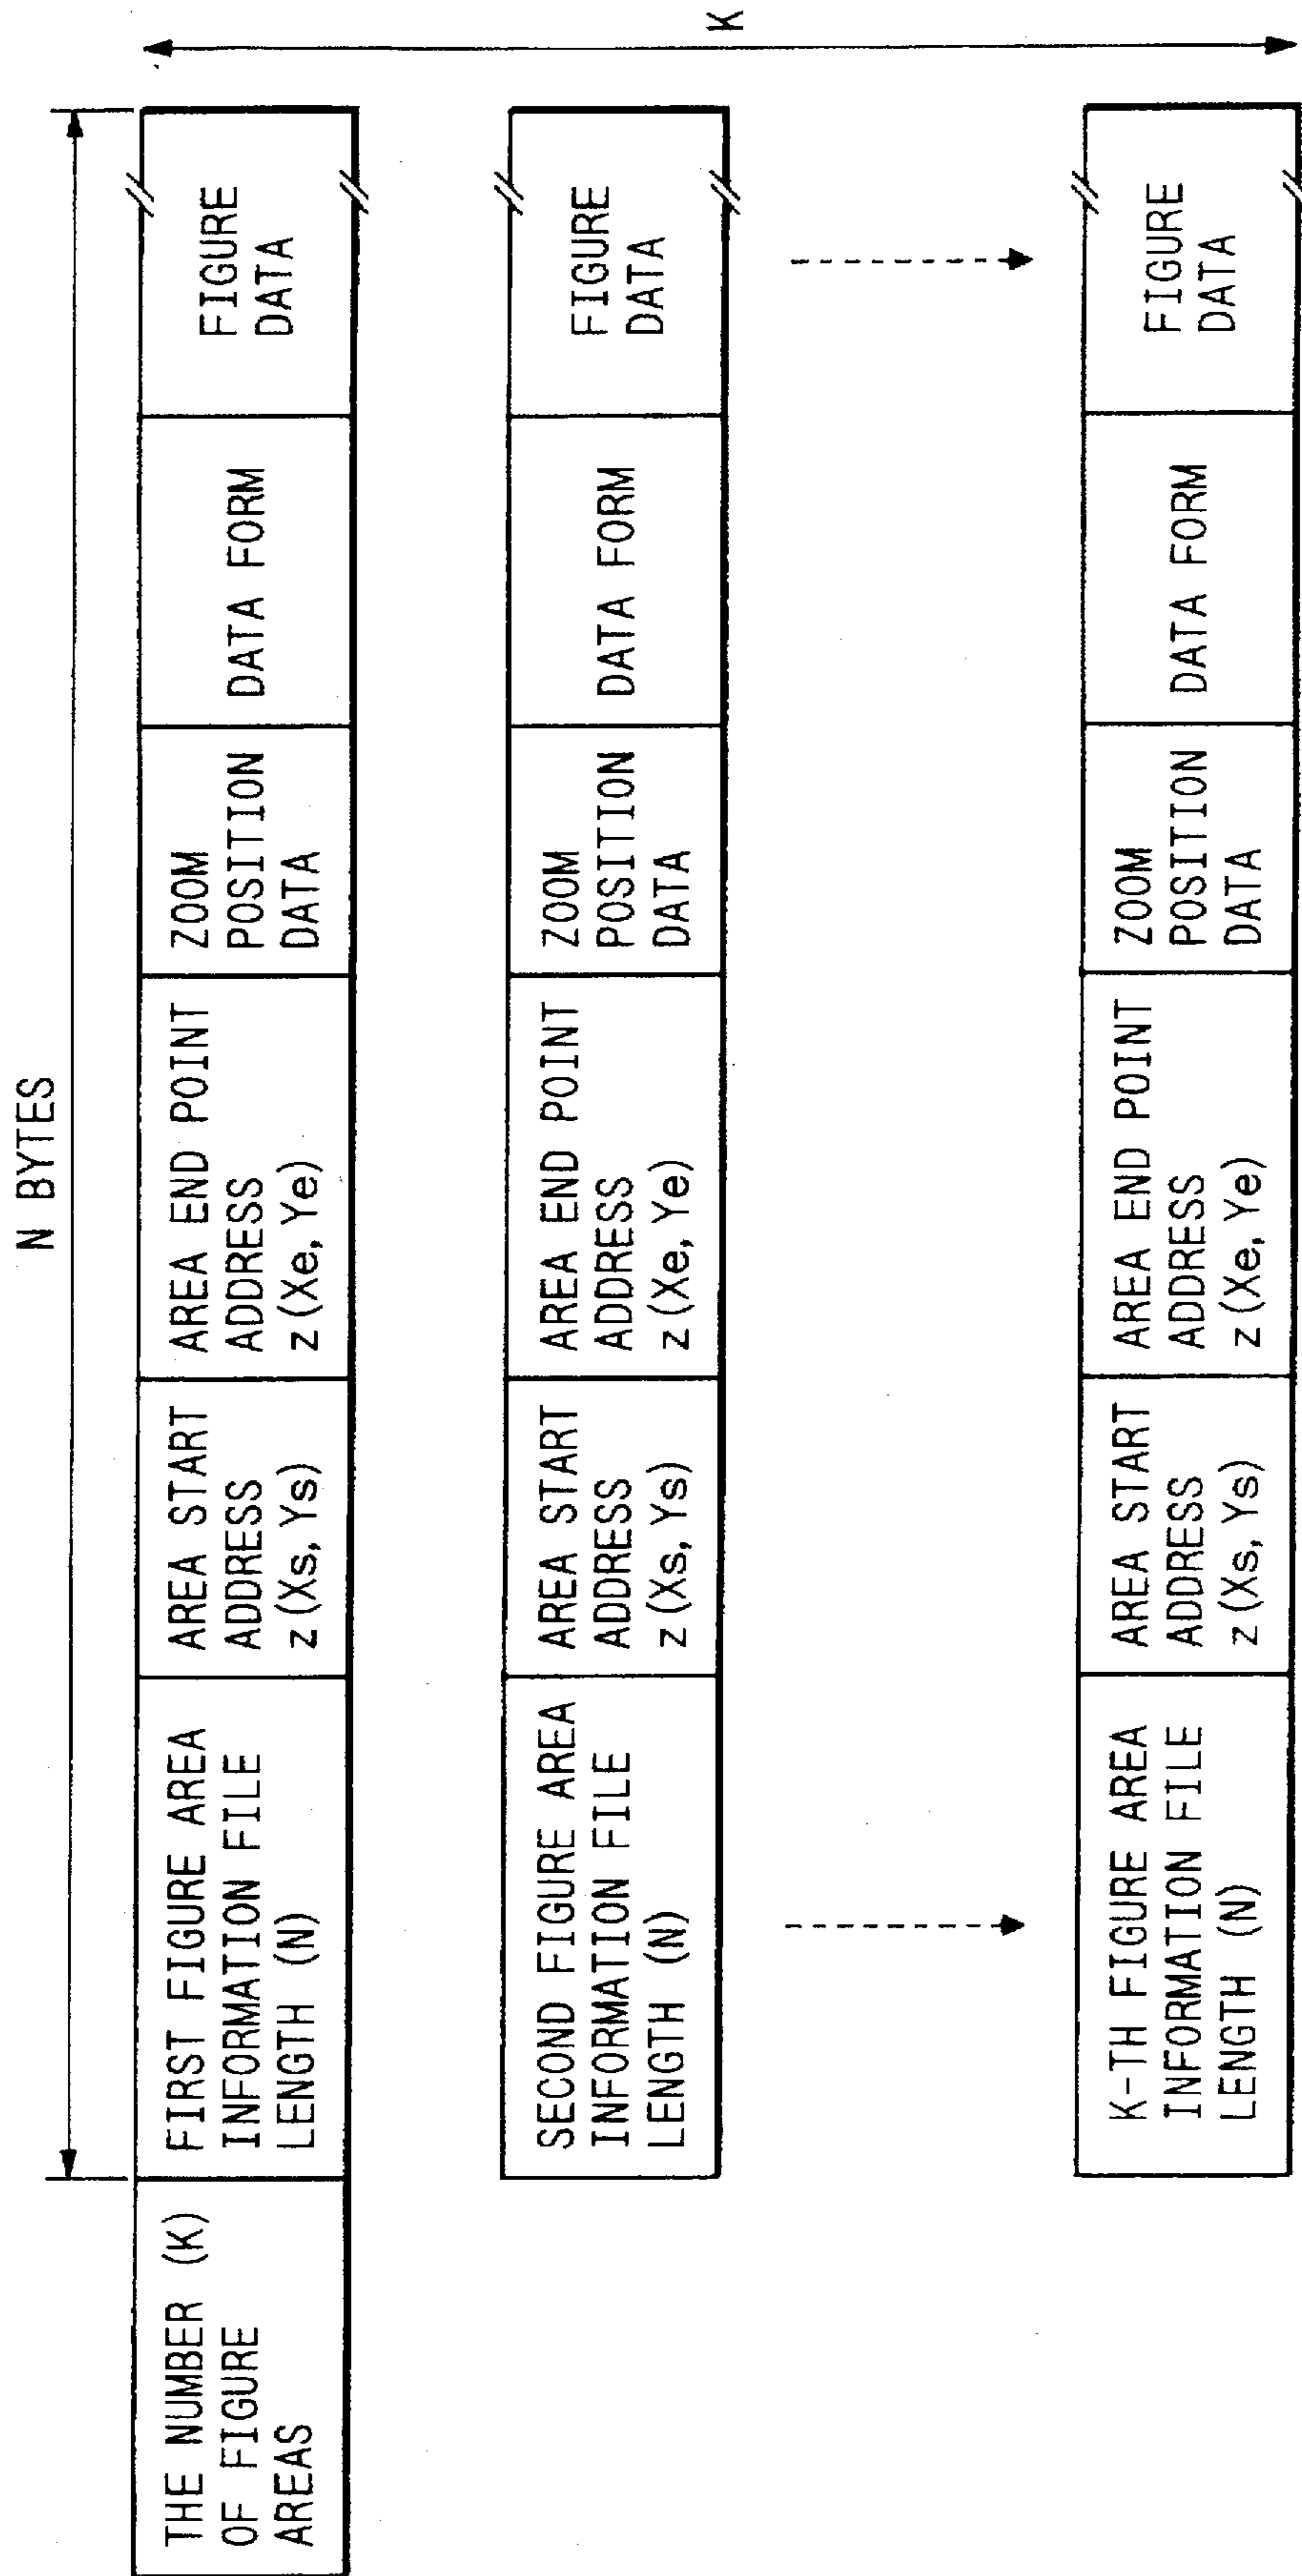 N BYTES
THE NUMBER (K)
OF FIGURE
AREAS
FIRST FIGURE AREA
INFORMATION FILE
LENGTH (N)
AREA START
ADDRESS
z(Xs, Ys)
AREA END POINT
ADDRESS
z(Xe, Ye)
ZOOM
POSITION
DATA
DATA FORM
FIGURE
DATA
SECOND FIGURE AREA
INFORMATION FILE
LENGTH (N)
AREA START
ADDRESS
z(Xs, Ys)
AREA END POINT
ADDRESS
z(Xe, Ye)
ZOOM
POSITION
DATA
DATA FORM
FIGURE
DATA
K-TH FIGURE AREA
INFORMATION FILE
LENGTH (N)
AREA START
ADDRESS
z(Xs, Ys)
AREA END POINT
ADDRESS
z(Xe, Ye)
ZOOM
POSITION
DATA
DATA FORM
FIGURE
DATA
K